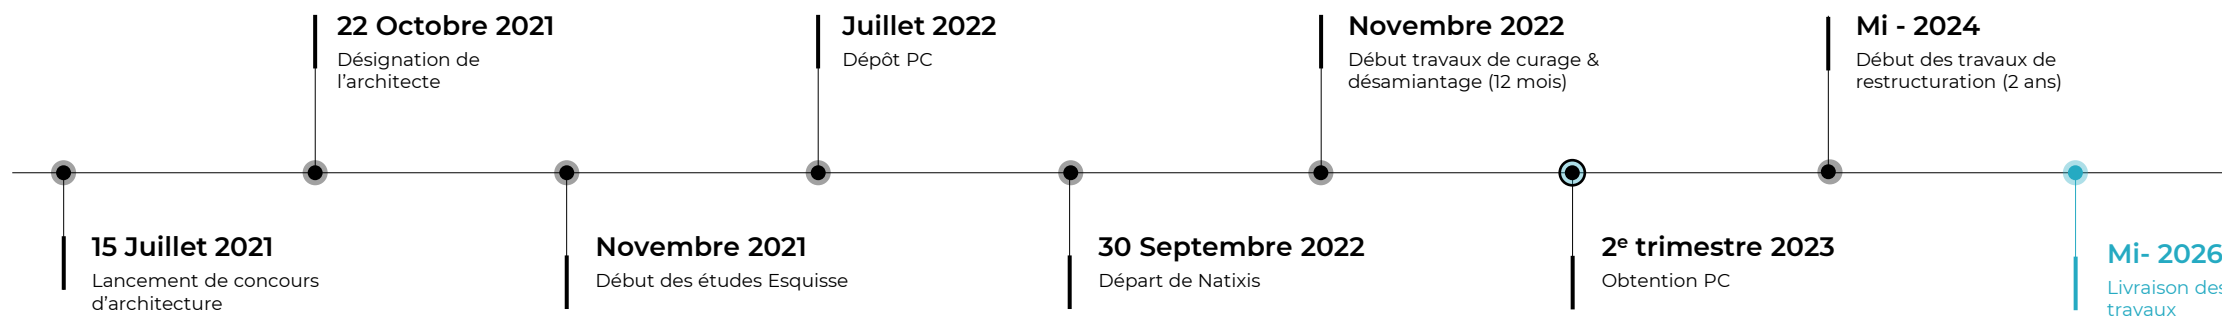 22 Octobre 2021
Désignation de
l'architecte
Juillet 2022
Dépôt PC
Novembre 2022
Début travaux de curage &
désamiantage (12 mois)
Mi - 2024
Début des travaux de
restructuration (2 ans)
15 Juillet 2021
Lancement de concours
d'architecture
Novembre 2021
Début des études Esquisse
30 Septembre 2022
Départ de Natixis
2ᵉ trimestre 2023
Obtention PC
Mi- 2026
Livraison des
travaux